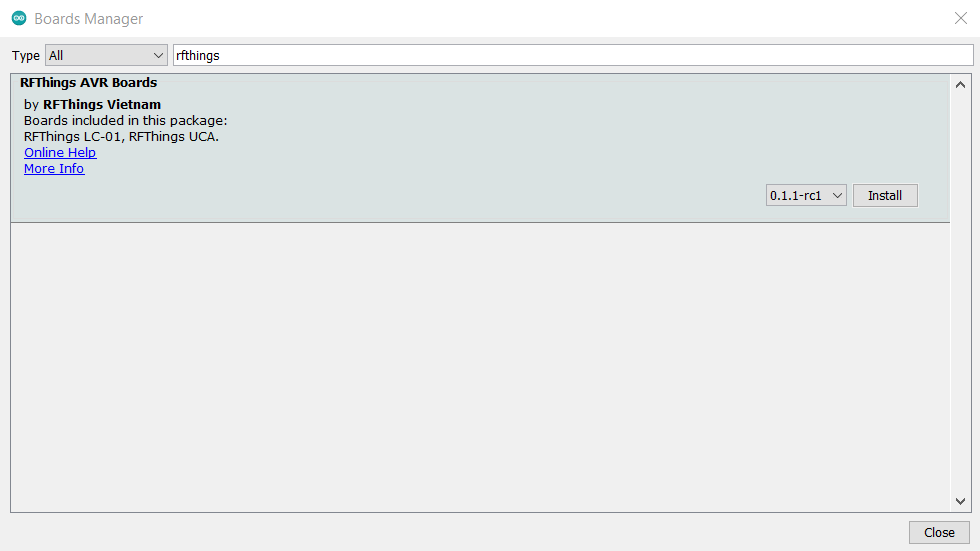 Boards Manager
Type All rfthings
RFThings AVR Boards
by RFThings Vietnam
Boards included in this package:
RFThings LC-01, RFThings UCA.
Online Help
More Info
0.1.1-rc1 Install
Close